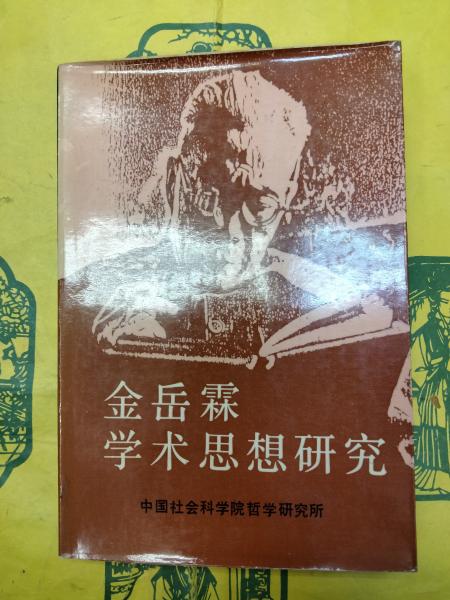 金岳霖
学术思想研究
中国社会科学院哲学研究所